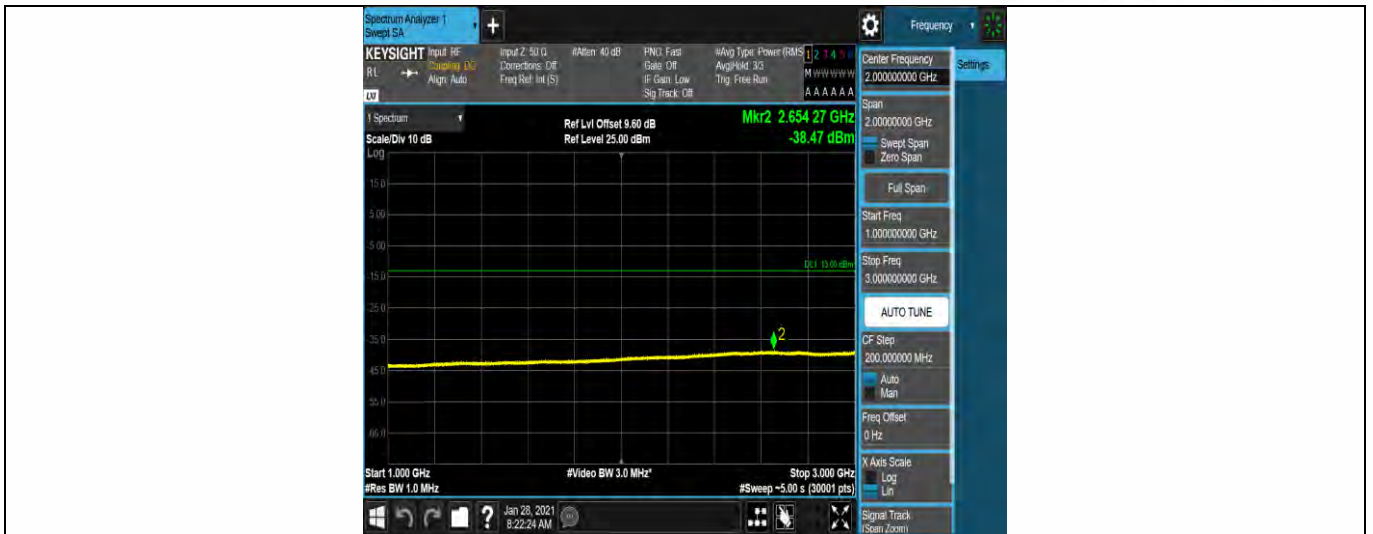 Spectrum Analyzer 1
Swept SA
+
Frequency
KEYSIGHT
Input: RF
Coupling: DC
Align: Auto
RL
LXI
Input Z: 50 Ω
Corrections: Off
Freq Ref: Int (S)
#Atten: 40 dB
PNO: Fast
Gate: Off
IF Gain: Low
Sig Track: Off
#Avg Type: Power (RMS
Avg|Hold: 3/3
Trig: Free Run
1 2 3 4 5 6
M W W W W W
A A A A A A
Center Frequency
2.000000000 GHz
Settings
1 Spectrum
Scale/Div 10 dB
Log
Ref Lvl Offset 9.60 dB
Ref Level 25.00 dBm
Mkr2 2.654 27 GHz
-38.47 dBm
15.0
5.00
-5.00
-15.0
-25.0
-35.0
-45.0
-55.0
-65.0
DL1 -13.00 dBm
2
Start 1.000 GHz
#Res BW 1.0 MHz
#Video BW 3.0 MHz*
Stop 3.000 GHz
#Sweep ~5.00 s (30001 pts)
Span
2.00000000 GHz
Swept Span
Zero Span
Full Span
Start Freq
1.000000000 GHz
Stop Freq
3.000000000 GHz
AUTO TUNE
CF Step
200.000000 MHz
Auto
Man
Freq Offset
0 Hz
X Axis Scale
Log
Lin
Signal Track
(Span Zoom)
?
Jan 28, 2021
8:22:24 AM